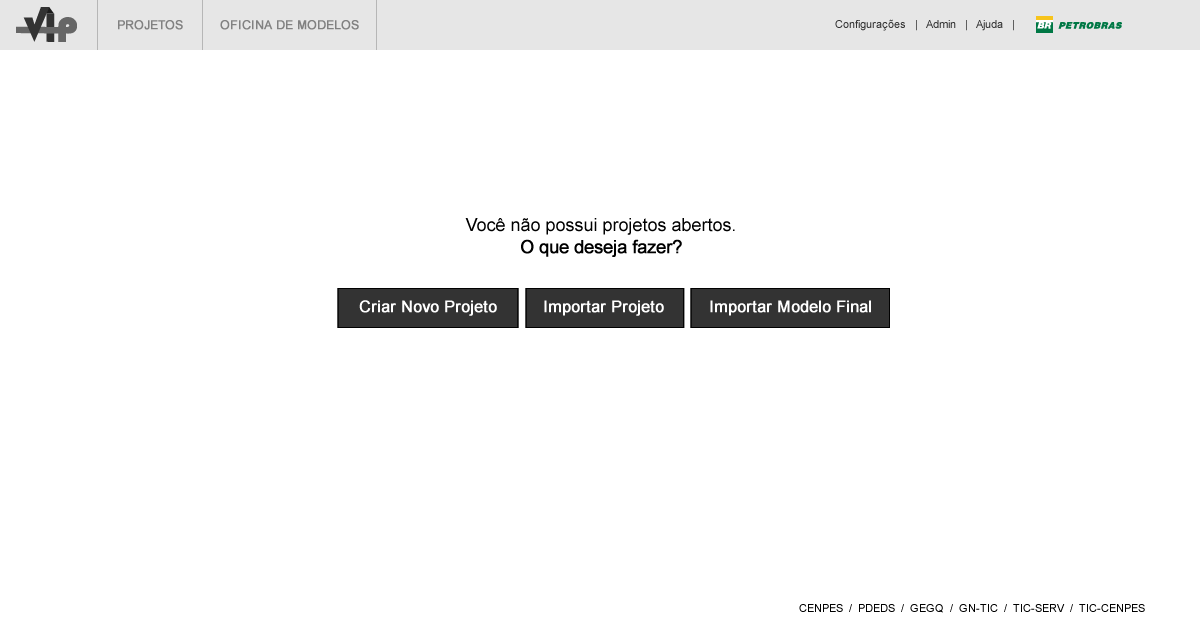 VIP PROJETOS OFICINA DE MODELOS Configurações | Admin | Ajuda | BR PETROBRAS
Você não possui projetos abertos.
O que deseja fazer?
Criar Novo Projeto Importar Projeto Importar Modelo Final
CENPES / PDEDS / GEGQ / GN-TIC / TIC-SERV / TIC-CENPES